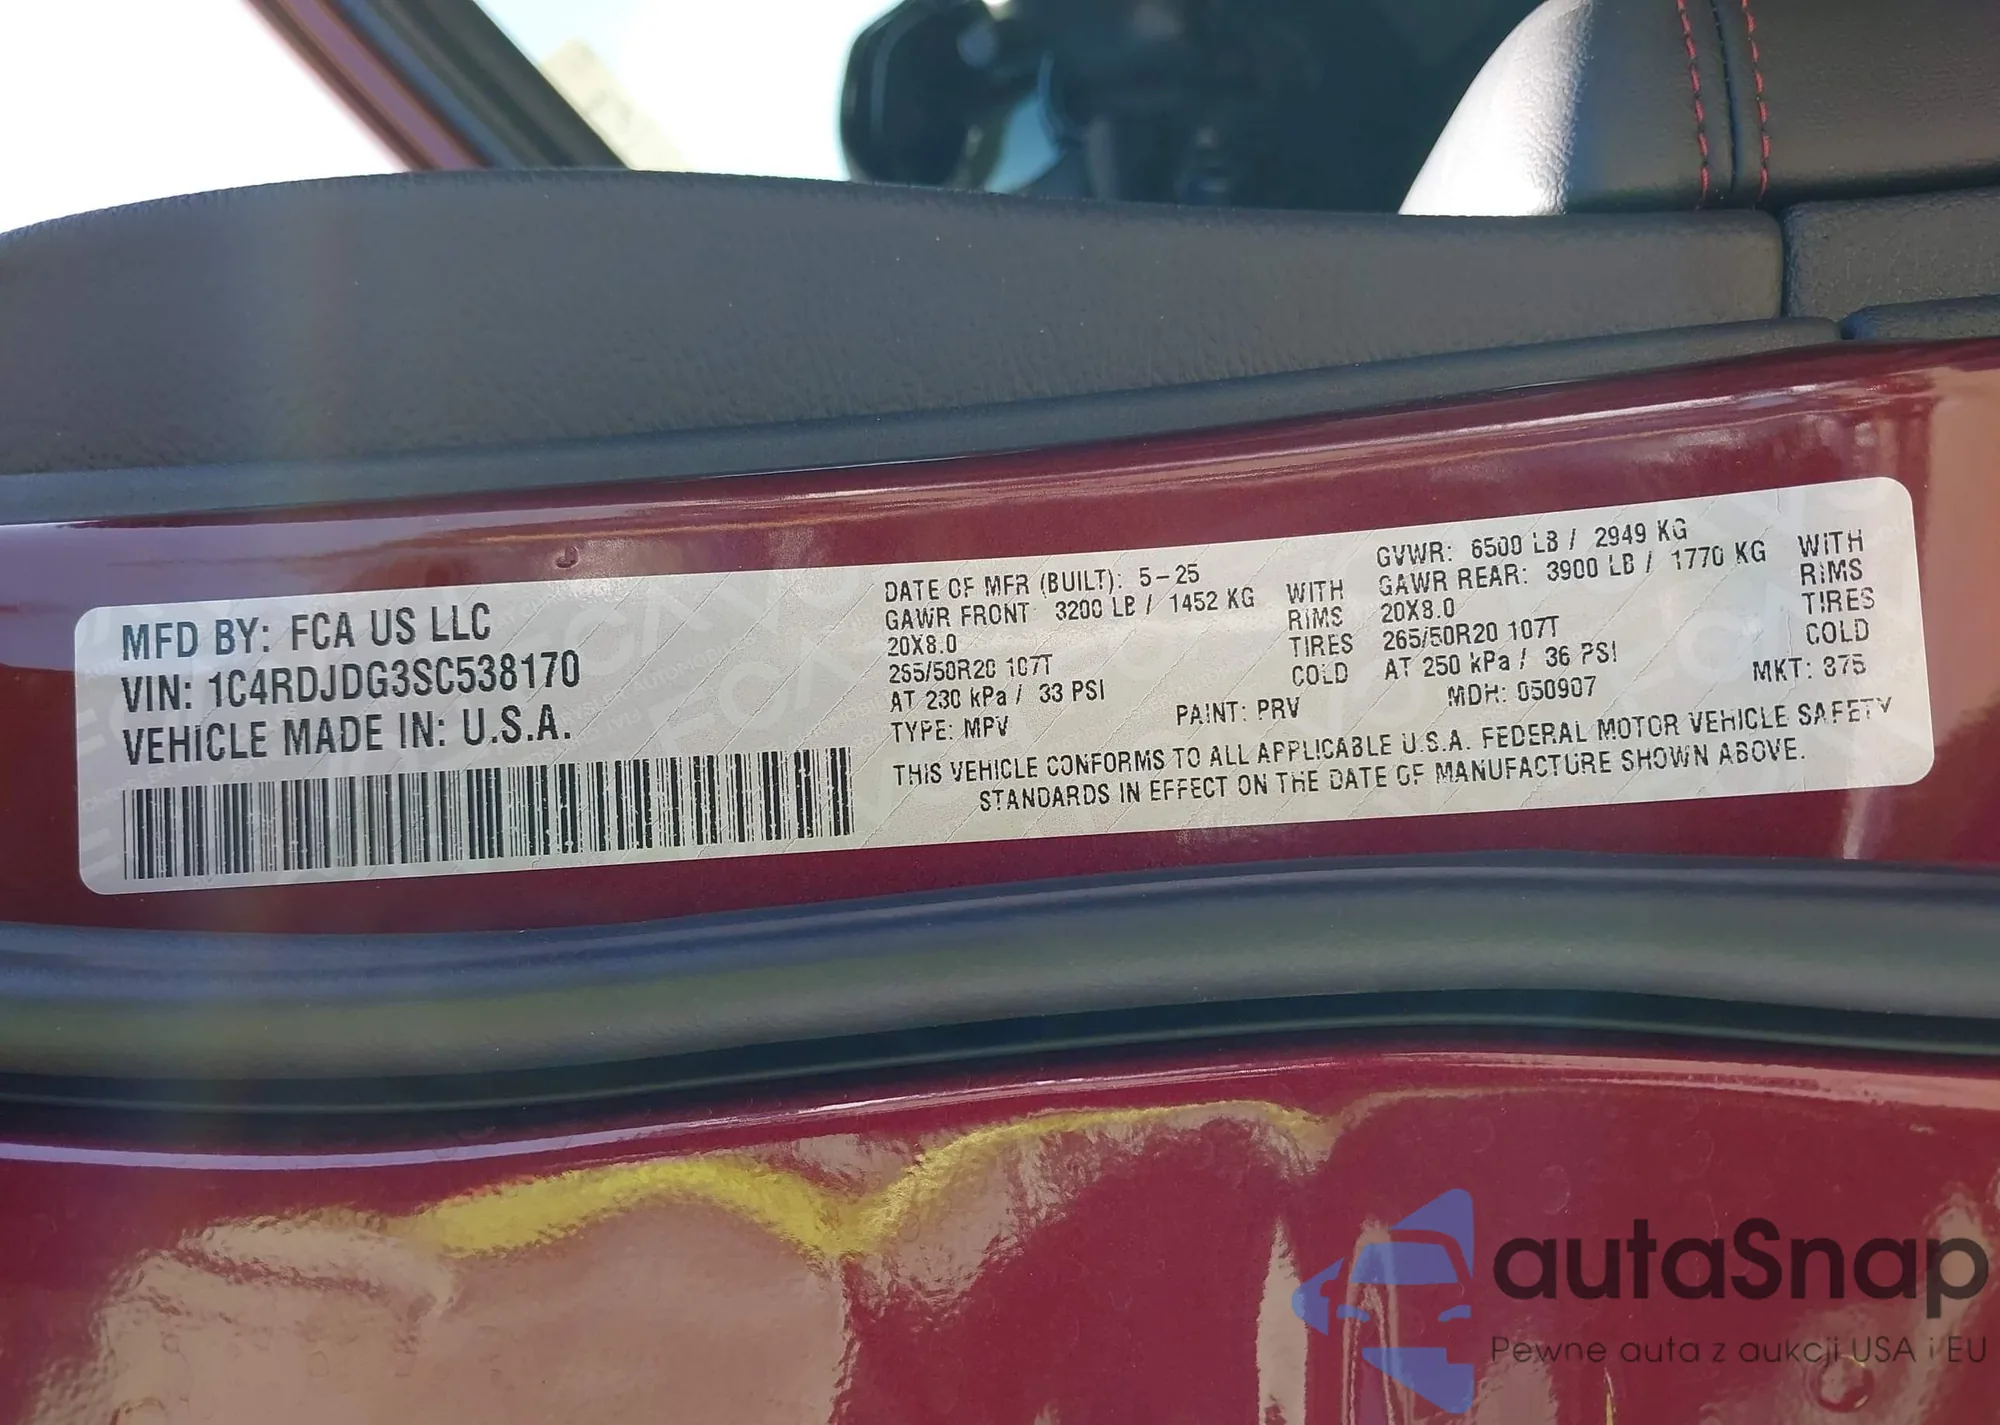 MFD BY: FCA US LLC
VIN: 1C4RDJDG3SC538170
VEHICLE MADE IN: U.S.A.
DATE OF MFR (BUILT): 5-25
GAWR FRONT 3200 LB / 1452 KG WITH
20X8.0 RIMS
265/50R20 107T TIRES
AT 230 kPa / 33 PSI COLD
TYPE: MPV PAINT: PRV
GVWR: 6500 LB / 2949 KG
GAWR REAR: 3900 LB / 1770 KG WITH
20X8.0 RIMS
265/50R20 107T TIRES
AT 250 kPa / 36 PSI COLD
MDH: 050907 MKT: 875
THIS VEHICLE CONFORMS TO ALL APPLICABLE U.S.A. FEDERAL MOTOR VEHICLE SAFETY
STANDARDS IN EFFECT ON THE DATE OF MANUFACTURE SHOWN ABOVE.
autaSnap
Pewne auta z aukcji USA i EU